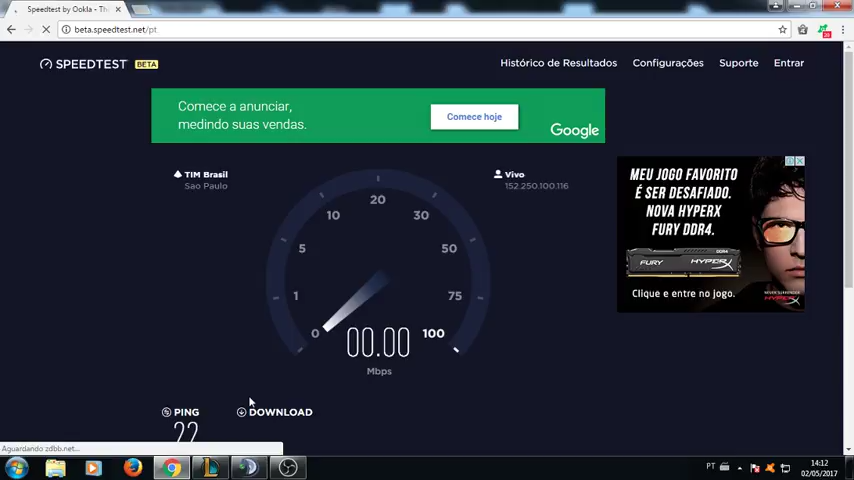 Speedtest by Ookla - Th
beta.speedtest.net/pt
SPEEDTEST BETA
Histórico de Resultados
Configurações
Suporte
Entrar
Comece a anunciar,
medindo suas vendas.
Comece hoje
Google
TIM Brasil
Sao Paulo
Vivo
152.250.100.116
MEU JOGO FAVORITO
É SER DESAFIADO.
NOVA HYPERX
FURY DDR4.
FURY
HYPERX
Clique e entre no jogo.
HYPERX
0
1
5
10
20
30
50
75
100
00.00
Mbps
PING
DOWNLOAD
22
Aguardando zdbb.net...
PT
14:12
02/05/2017